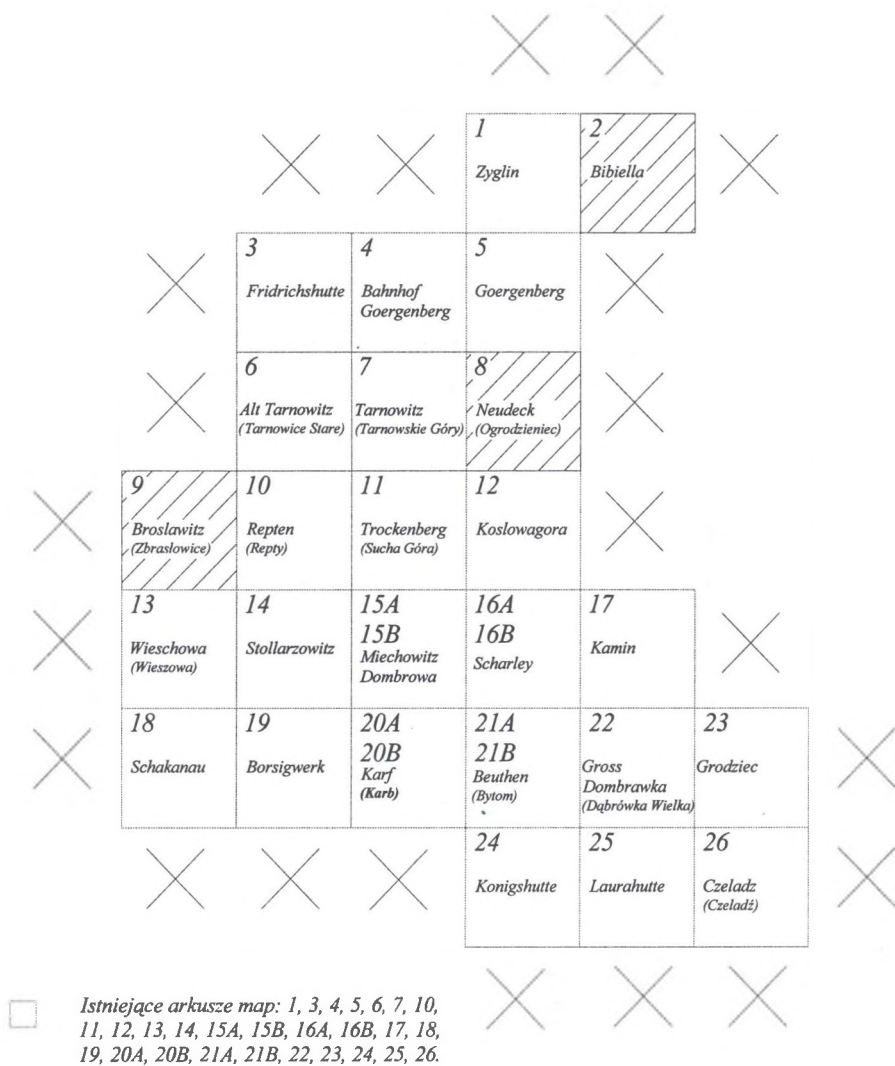 1
Zyglin
2
Bibiella
3
Fridrichshutte
4
Bahnhof
Goergenberg
5
Goergenberg
6
Alt Tarnowitz
(Tarnowice Stare)
7
Tarnowitz
(Tarnowskie Góry)
8
Neudeck
(Ogrodzieniec)
9
Broslawitz
(Zbrasłowice)
10
Repten
(Repty)
11
Trockenberg
(Sucha Góra)
12
Koslowagora
13
Wieschowa
(Wieszowa)
14
Stollarzowitz
15A
15B
Miechowitz
Dombrowa
16A
16B
Scharley
17
Kamin
18
Schakanau
19
Borsigwerk
20A
20B
Karf
(Karb)
21A
21B
Beuthen
(Bytom)
22
Gross
Dombrawka
(Dąbrówka Wielka)
23
Grodziec
24
Konigshutte
25
Laurahutte
26
Czeladz
(Czeladź)
Istniejące arkusze map: 1, 3, 4, 5, 6, 7, 10,
11, 12, 13, 14, 15A, 15B, 16A, 16B, 17, 18,
19, 20A, 20B, 21A, 21B, 22, 23, 24, 25, 26.